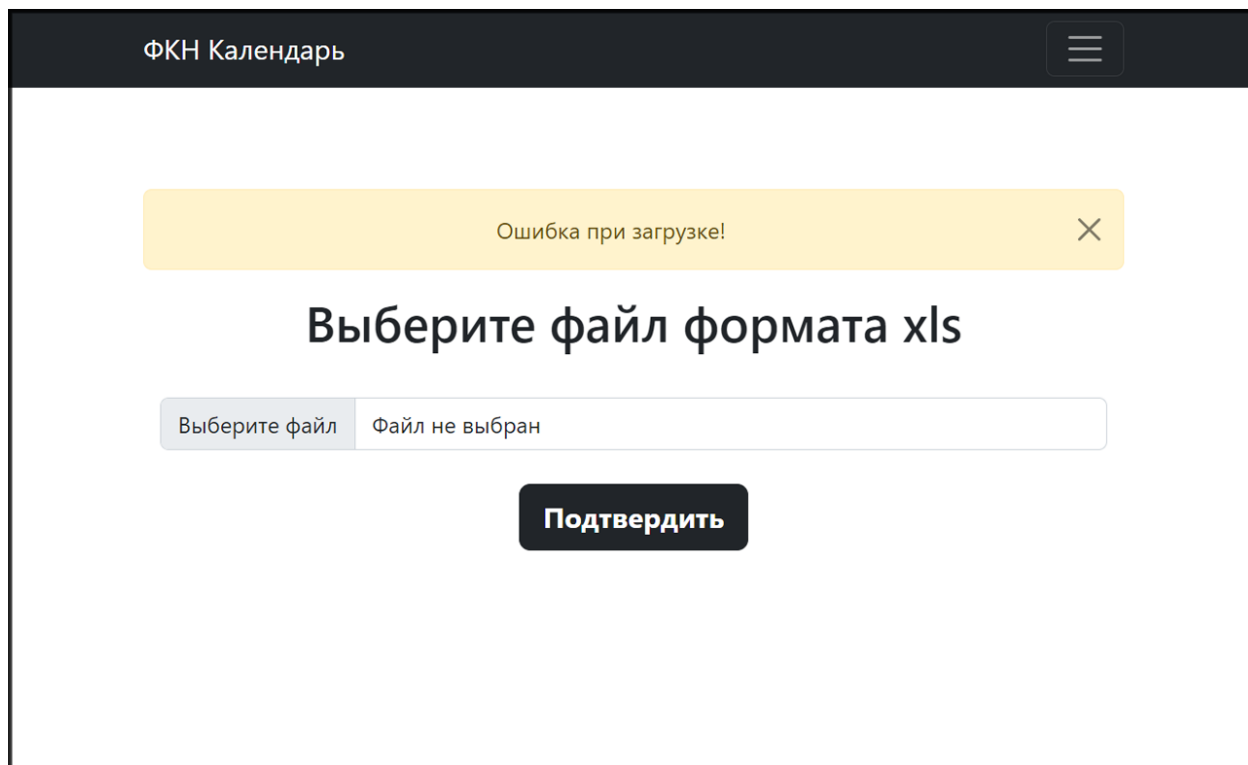 ФКН Календарь
Ошибка при загрузке!
Выберите файл формата xls
Выберите файл Файл не выбран
Подтвердить